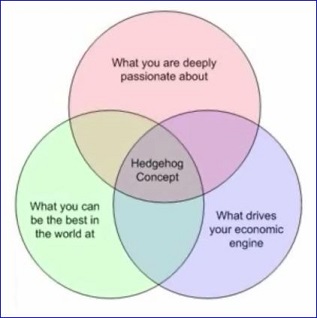 What you are deeply
passionate about
Hedgehog
Concept
What you can
be the best in
the world at
What drives
your economic
engine